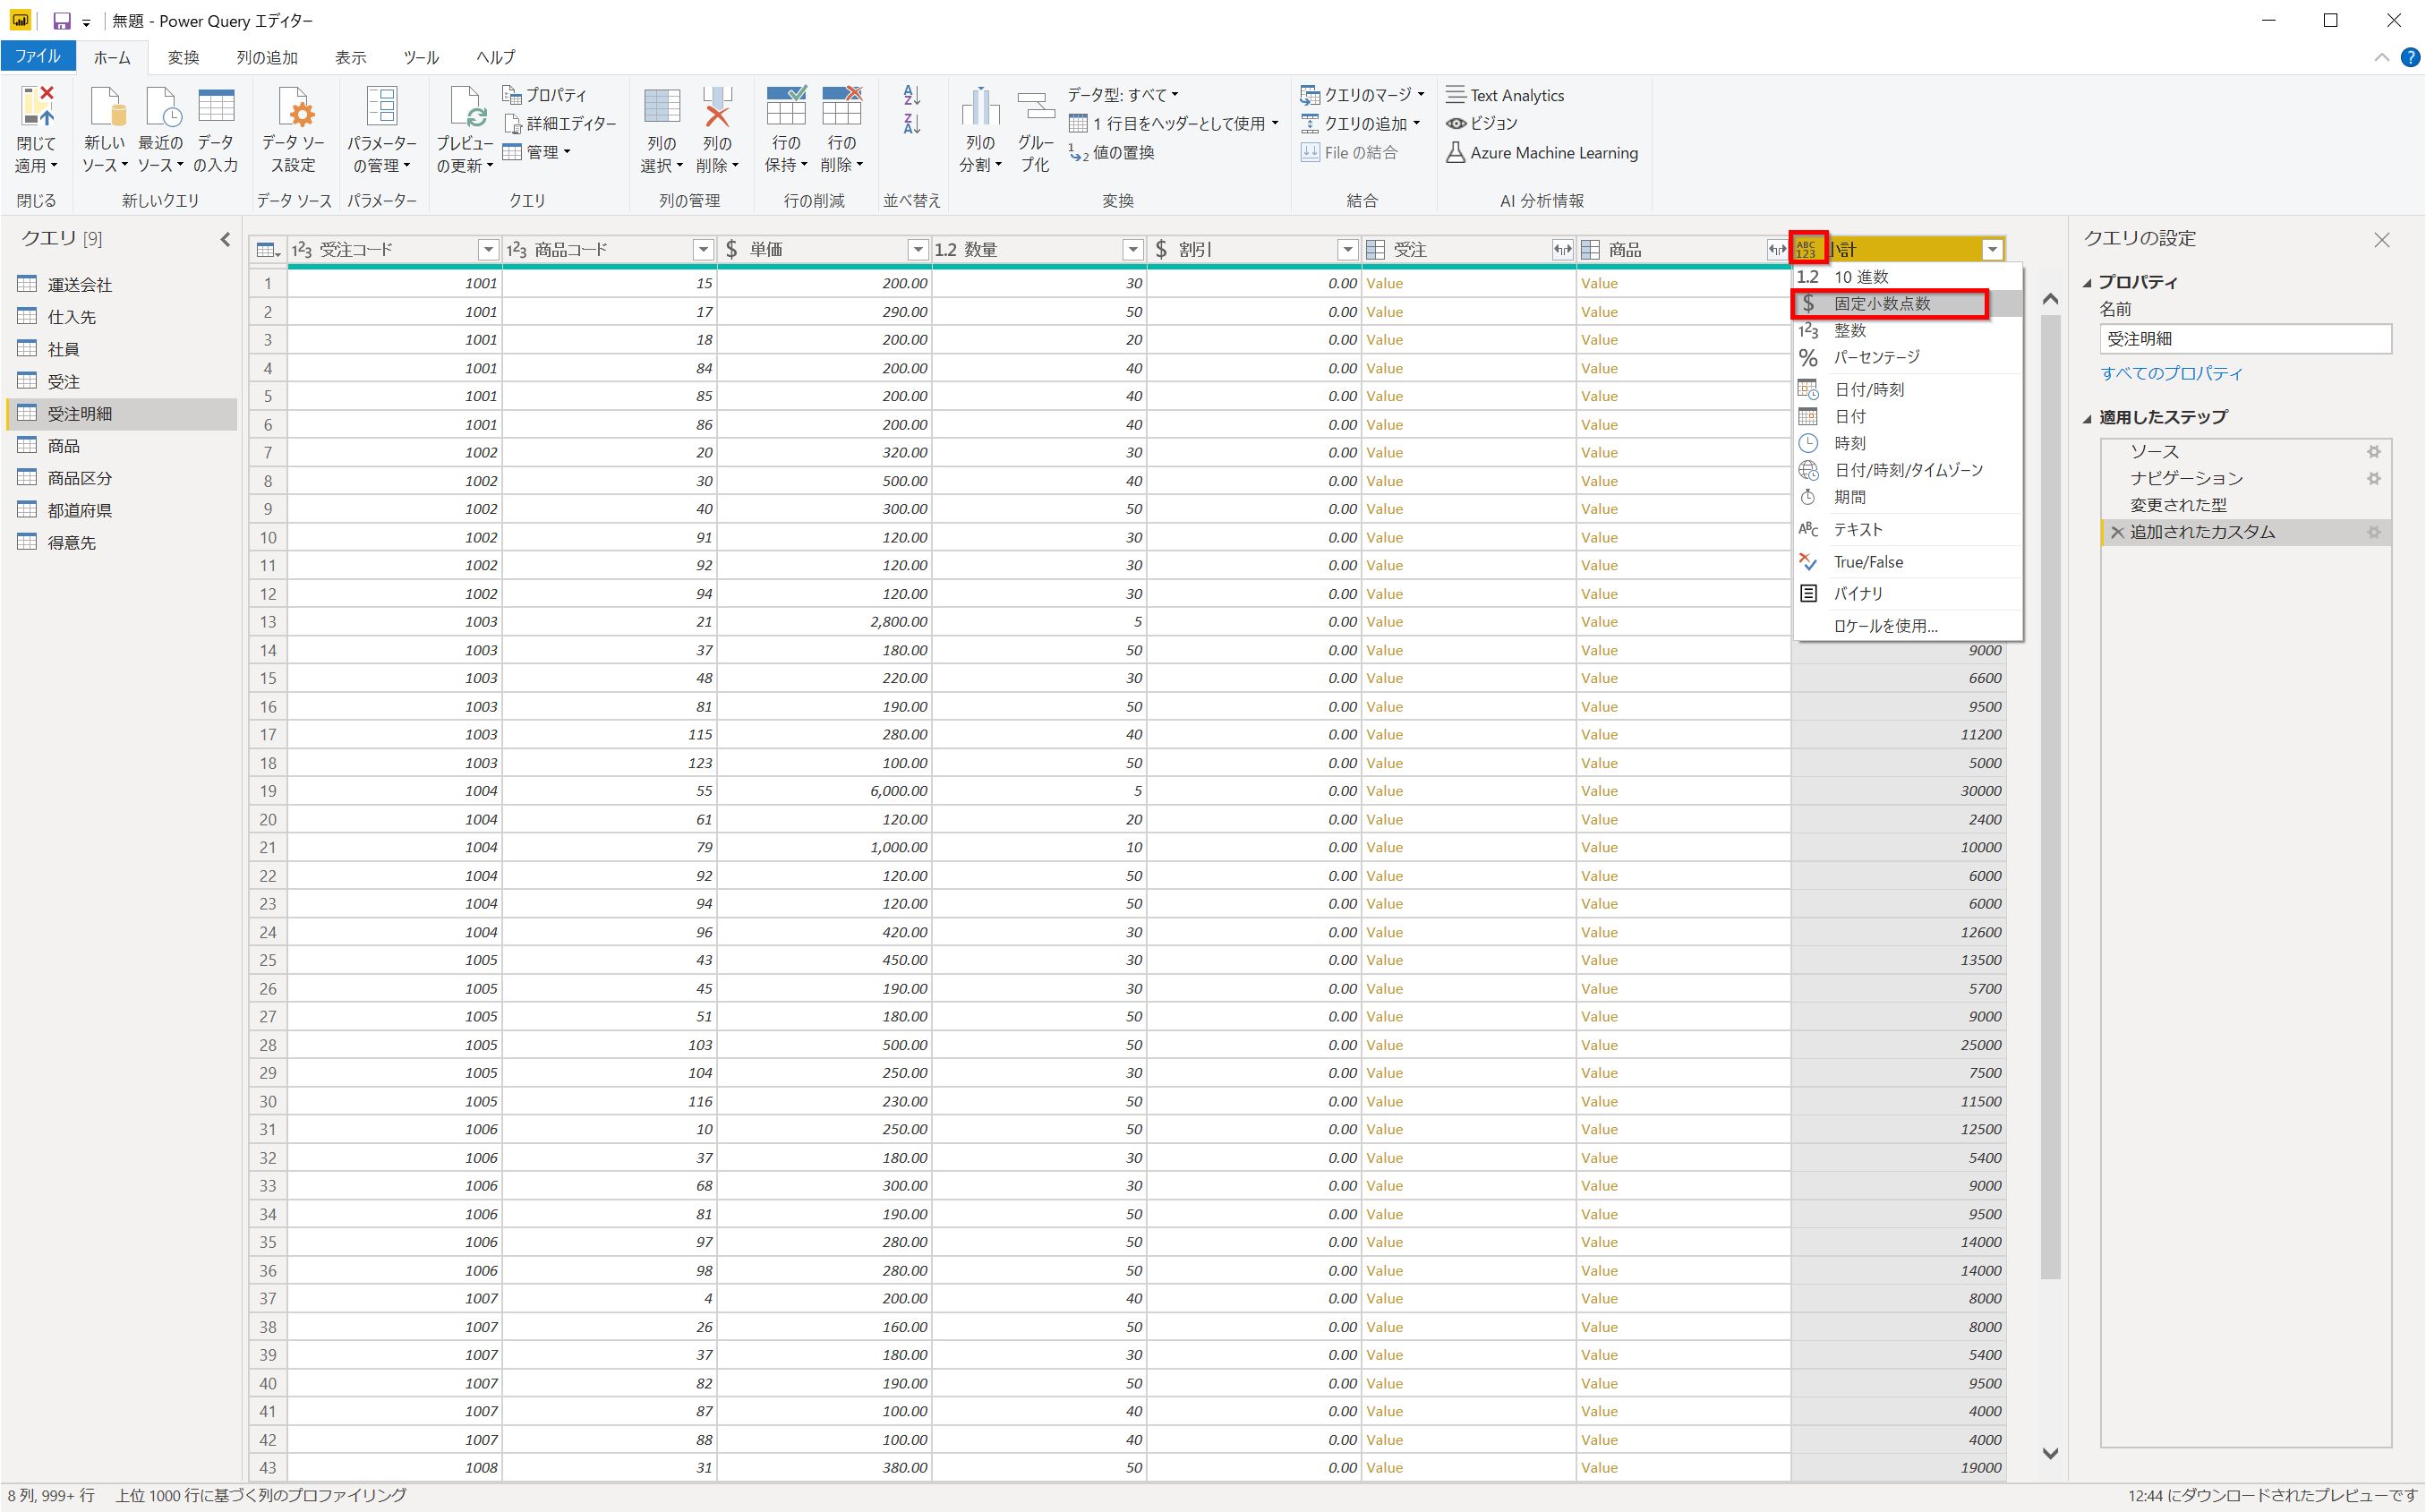 無題 - Power Query エディター
ファイル ホーム 変換 列の追加 表示 ツール ヘルプ
閉じて 適用
新しい ソース
最近の ソース
データ の入力
データ ソー ス設定
パラメーター の管理
プレビュー の更新
プロパティ
詳細エディター
管理
列の 選択
列の 削除
行の 保持
行の 削除
列の 分割
グルー プ化
データ型: すべて
1 行目をヘッダーとして使用
値の置換
クエリのマージ
クエリの追加
File の結合
Text Analytics
ビジョン
Azure Machine Learning
閉じる 新しいクエリ データ ソース パラメーター クエリ 列の管理 行の削減 並べ替え 変換 結合 AI 分析情報
クエリ [9]
運送会社
仕入先
社員
受注
受注明細
商品
商品区分
都道府県
得意先
受注コード 商品コード 単価 数量 割引 受注 商品 小計
1 1001 15 200.00 30 0.00 Value Value
2 1001 17 290.00 50 0.00 Value Value
3 1001 18 200.00 20 0.00 Value Value
4 1001 84 200.00 40 0.00 Value Value
5 1001 85 200.00 40 0.00 Value Value
6 1001 86 200.00 40 0.00 Value Value
7 1002 20 320.00 30 0.00 Value Value
8 1002 30 500.00 40 0.00 Value Value
9 1002 40 300.00 50 0.00 Value Value
10 1002 91 120.00 30 0.00 Value Value
11 1002 92 120.00 30 0.00 Value Value
12 1002 94 120.00 30 0.00 Value Value
13 1003 21 2,800.00 5 0.00 Value Value
14 1003 37 180.00 50 0.00 Value Value 9000
15 1003 48 220.00 30 0.00 Value Value 6600
16 1003 81 190.00 50 0.00 Value Value 9500
17 1003 115 280.00 40 0.00 Value Value 11200
18 1003 123 100.00 50 0.00 Value Value 5000
19 1004 55 6,000.00 5 0.00 Value Value 30000
20 1004 61 120.00 20 0.00 Value Value 2400
21 1004 79 1,000.00 10 0.00 Value Value 10000
22 1004 92 120.00 50 0.00 Value Value 6000
23 1004 94 120.00 50 0.00 Value Value 6000
24 1004 96 420.00 30 0.00 Value Value 12600
25 1005 43 450.00 30 0.00 Value Value 13500
26 1005 45 190.00 30 0.00 Value Value 5700
27 1005 51 180.00 50 0.00 Value Value 9000
28 1005 103 500.00 50 0.00 Value Value 25000
29 1005 104 250.00 30 0.00 Value Value 7500
30 1005 116 230.00 50 0.00 Value Value 11500
31 1006 10 250.00 50 0.00 Value Value 12500
32 1006 37 180.00 30 0.00 Value Value 5400
33 1006 68 300.00 30 0.00 Value Value 9000
34 1006 81 190.00 50 0.00 Value Value 9500
35 1006 97 280.00 50 0.00 Value Value 14000
36 1006 98 280.00 50 0.00 Value Value 14000
37 1007 4 200.00 40 0.00 Value Value 8000
38 1007 26 160.00 50 0.00 Value Value 8000
39 1007 37 180.00 30 0.00 Value Value 5400
40 1007 82 190.00 50 0.00 Value Value 9500
41 1007 87 100.00 40 0.00 Value Value 4000
42 1007 88 100.00 40 0.00 Value Value 4000
43 1008 31 380.00 50 0.00 Value Value 19000
1.2 10 進数
$ 固定小数点数
整数
% パーセンテージ
日付/時刻
日付
時刻
日付/時刻/タイムゾーン
期間
テキスト
True/False
バイナリ
ロケールを使用...
クエリの設定
プロパティ
名前
受注明細
すべてのプロパティ
適用したステップ
ソース
ナビゲーション
変更された型
追加されたカスタム
8 列, 999+ 行 上位 1000 行に基づく列のプロファイリング
12:44 にダウンロードされたプレビューです